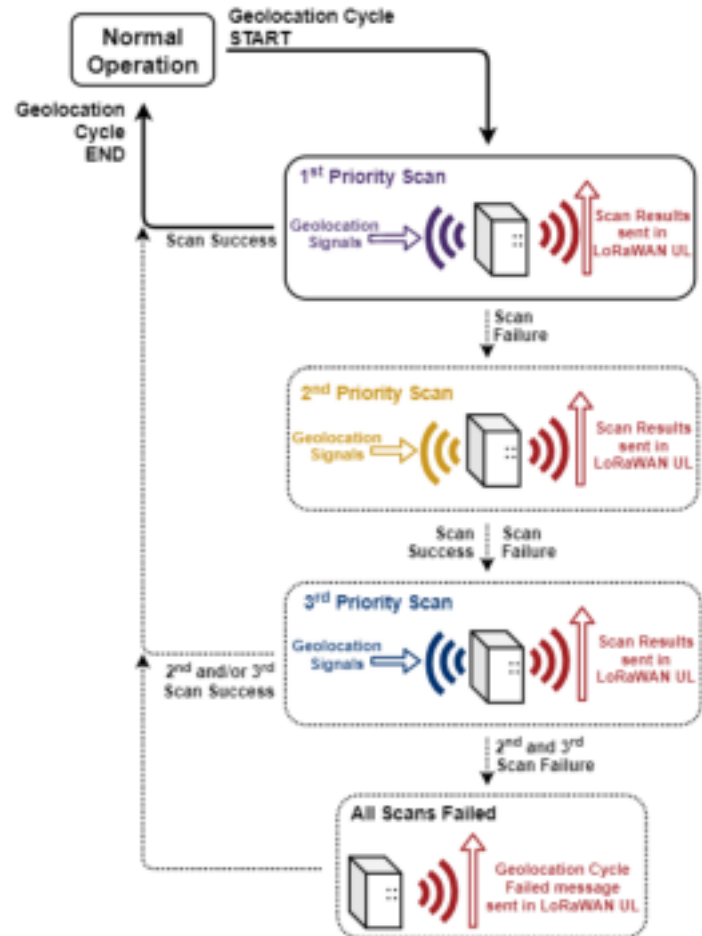 Normal
Operation
Geolocation Cycle
START
Geolocation
Cycle
END
1st Priority Scan
Geolocation
Signals
Scan Results
sent in
LoRaWAN UL
Scan Success
Scan
Failure
2nd Priority Scan
Geolocation
Signals
Scan Results
sent in
LoRaWAN UL
Scan
Success
Scan
Failure
3rd Priority Scan
Geolocation
Signals
Scan Results
sent in
LoRaWAN UL
2nd and/or 3rd
Scan Success
2nd and 3rd
Scan Failure
All Scans Failed
Geolocation Cycle
Failed message
sent in LoRaWAN UL